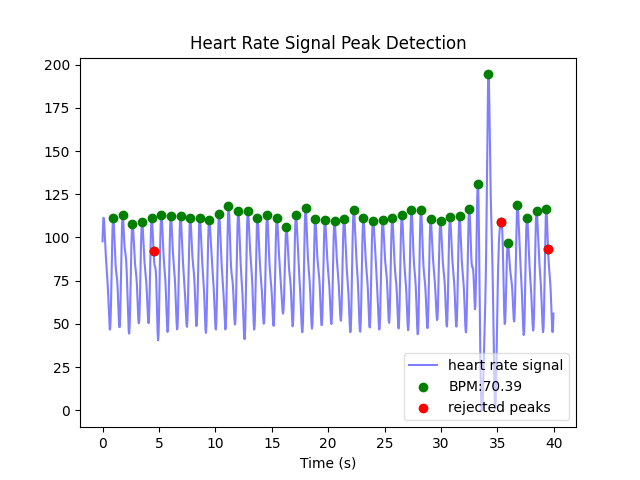 Heart Rate Signal Peak Detection
200
175
150
125
100
75
50
25
0
heart rate signal
BPM:70.39
rejected peaks
0 5 10 15 20 25 30 35 40
Time (s)